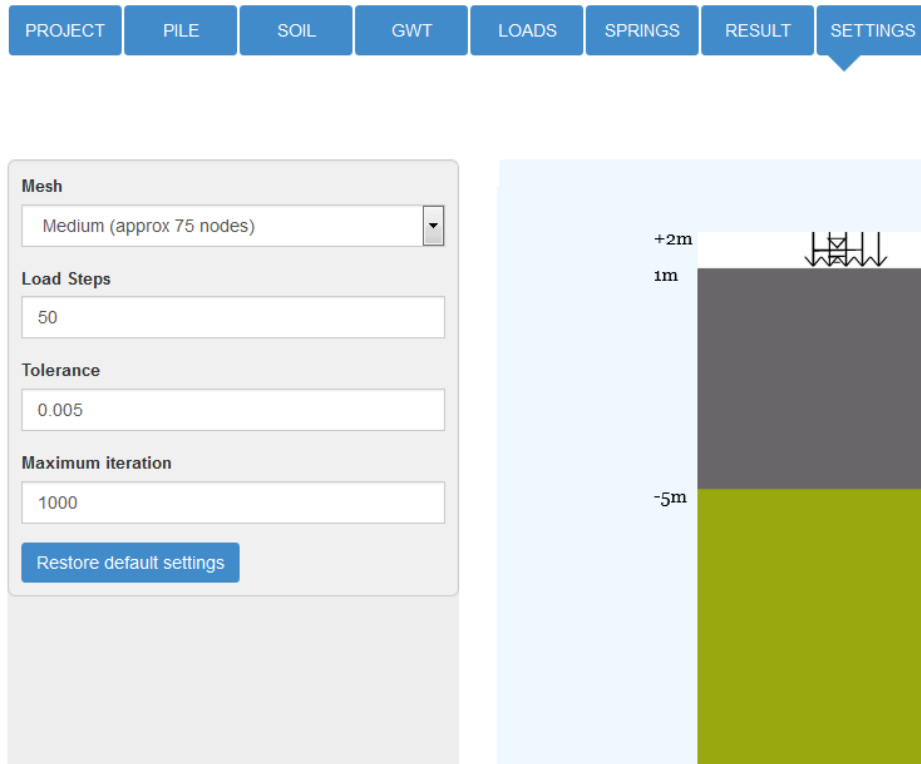 PROJECT PILE SOIL GWT LOADS SPRINGS RESULT SETTINGS
Mesh
Medium (approx 75 nodes)
Load Steps
50
Tolerance
0.005
Maximum iteration
1000
Restore default settings
+2m
1m
-5m